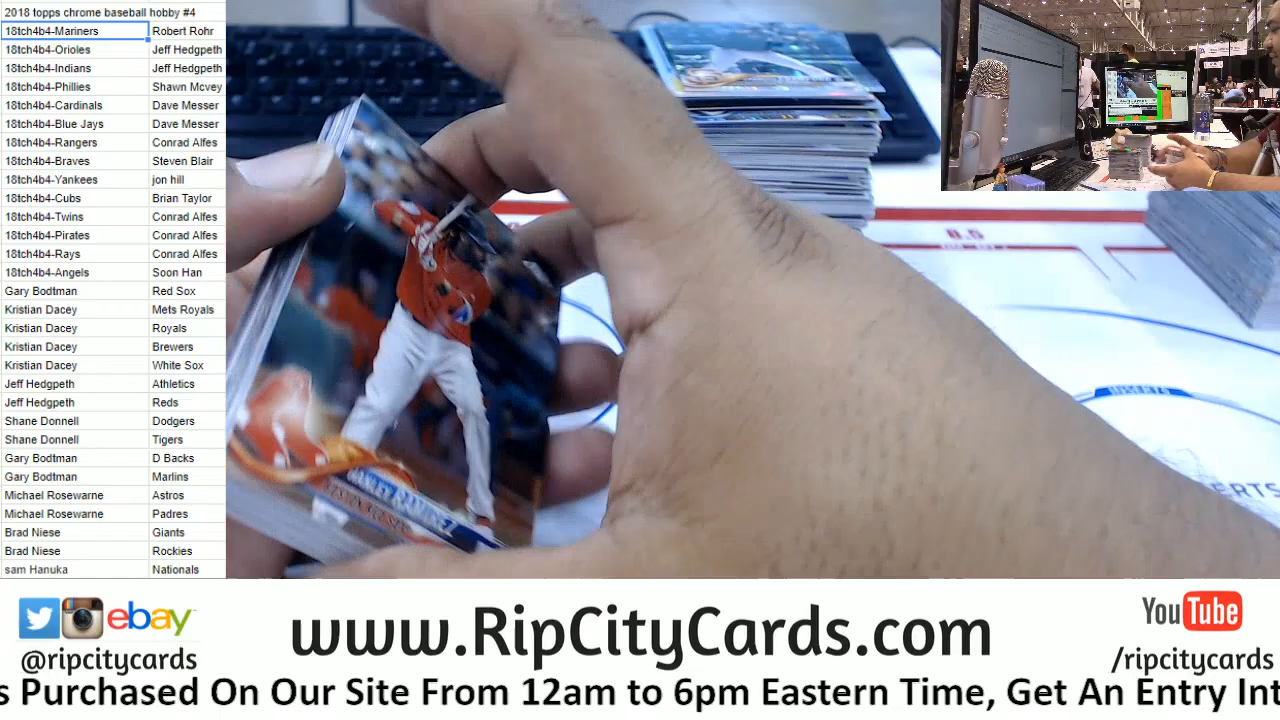 2018 topps chrome baseball hobby #4
18tch4b4-Mariners Robert Rohr
18tch4b4-Orioles Jeff Hedgpeth
18tch4b4-Indians Jeff Hedgpeth
18tch4b4-Phillies Shawn Mcvey
18tch4b4-Cardinals Dave Messer
18tch4b4-Blue Jays Dave Messer
18tch4b4-Rangers Conrad Alfes
18tch4b4-Braves Steven Blair
18tch4b4-Yankees jon hill
18tch4b4-Cubs Brian Taylor
18tch4b4-Twins Conrad Alfes
18tch4b4-Pirates Conrad Alfes
18tch4b4-Rays Conrad Alfes
18tch4b4-Angels Soon Han
Gary Bodtman Red Sox
Kristian Dacey Mets Royals
Kristian Dacey Royals
Kristian Dacey Brewers
Kristian Dacey White Sox
Jeff Hedgpeth Athletics
Jeff Hedgpeth Reds
Shane Donnell Dodgers
Shane Donnell Tigers
Gary Bodtman D Backs
Gary Bodtman Marlins
Michael Rosewarne Astros
Michael Rosewarne Padres
Brad Niese Giants
Brad Niese Rockies
sam Hanuka Nationals
8.5
INSERTS
ERTS
ebay
@ripcitycards
www.RipCityCards.com
YouTube
/ripcitycards
s Purchased On Our Site From 12am to 6pm Eastern Time, Get An Entry Int